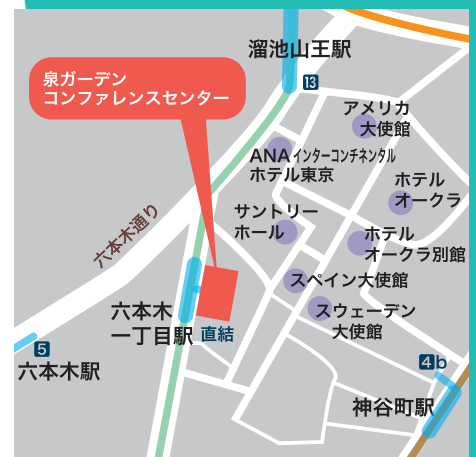 溜池山王駅
13
泉ガーデン
コンファレンスセンター
アメリカ
大使館
ANAインターコンチネンタル
ホテル東京
ホテル
オークラ
六本木通り
サントリー
ホール
ホテル
オークラ別館
スペイン大使館
六本木
一丁目駅
直結
スウェーデン
大使館
5
六本木駅
4b
神谷町駅